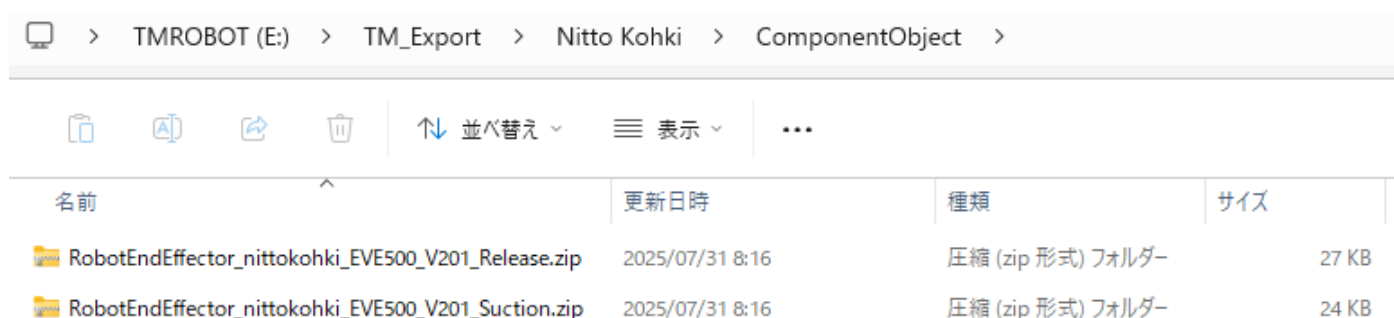 > TMROBOT (E:) > TM_Export > Nitto Kohki > ComponentObject >
並べ替え 表示 ...
名前 更新日時 種類 サイズ
RobotEndEffector_nittokohki_EVE500_V201_Release.zip 2025/07/31 8:16 圧縮 (zip 形式) フォルダー 27 KB
RobotEndEffector_nittokohki_EVE500_V201_Suction.zip 2025/07/31 8:16 圧縮 (zip 形式) フォルダー 24 KB